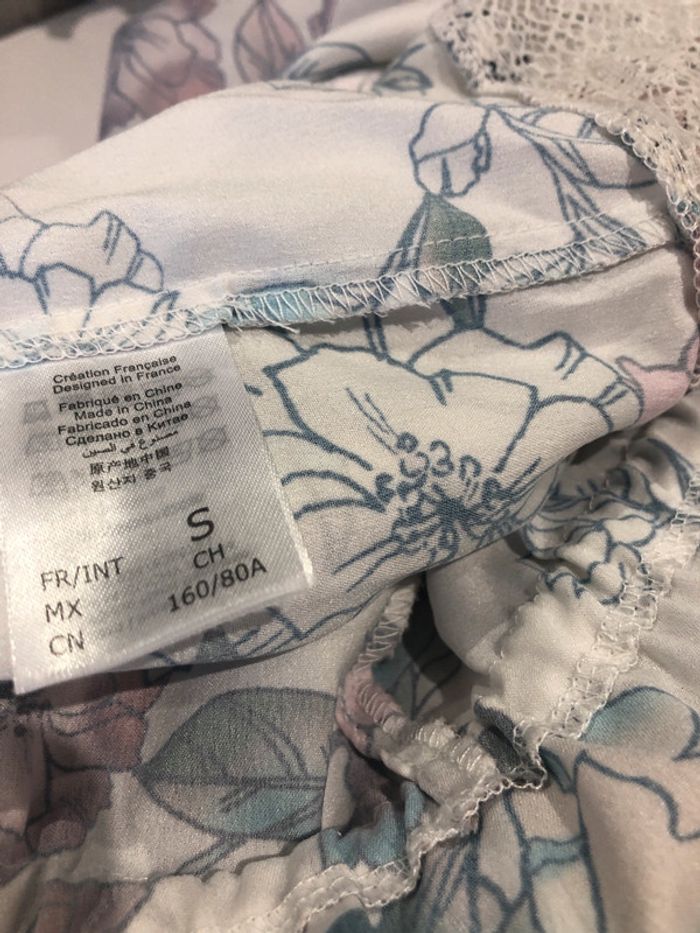 Création Française
Designed in France
Fabriqué en Chine
Made in China
Fabricado en China
Сделано в Китае
مصنوع في الصين
原产地中国
원산지 중국
FR/INT S
MX CH
CN 160/80A